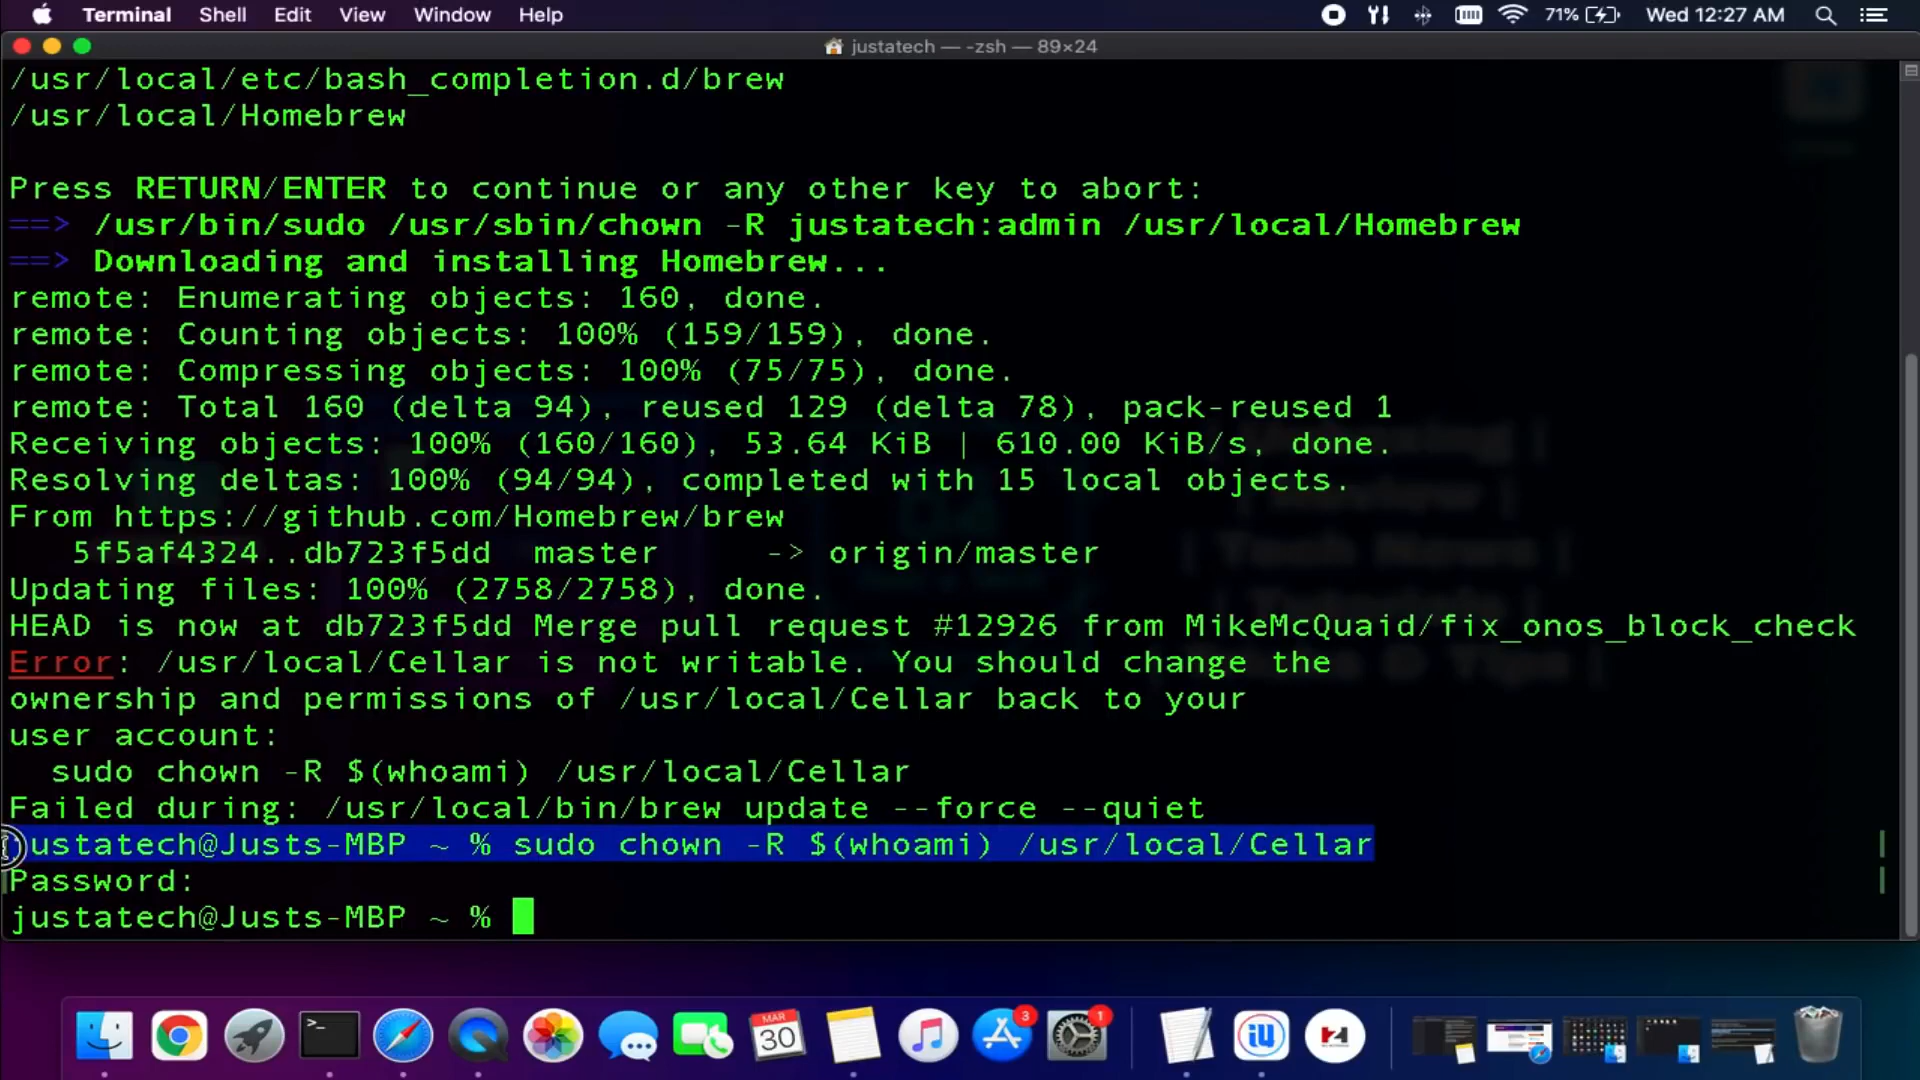 Terminal Shell Edit View Window Help 71% Wed 12:27 AM
justatech — -zsh — 89×24
/usr/local/etc/bash_completion.d/brew
/usr/local/Homebrew
Press RETURN/ENTER to continue or any other key to abort:
==> /usr/bin/sudo /usr/sbin/chown -R justatech:admin /usr/local/Homebrew
==> Downloading and installing Homebrew...
remote: Enumerating objects: 160, done.
remote: Counting objects: 100% (159/159), done.
remote: Compressing objects: 100% (75/75), done.
remote: Total 160 (delta 94), reused 129 (delta 78), pack-reused 1
Receiving objects: 100% (160/160), 53.64 KiB | 610.00 KiB/s, done.
Resolving deltas: 100% (94/94), completed with 15 local objects.
From https://github.com/Homebrew/brew
   5f5af4324..db723f5dd  master     -> origin/master
Updating files: 100% (2758/2758), done.
HEAD is now at db723f5dd Merge pull request #12926 from MikeMcQuaid/fix_onos_block_check
Error: /usr/local/Cellar is not writable. You should change the
ownership and permissions of /usr/local/Cellar back to your
user account:
  sudo chown -R $(whoami) /usr/local/Cellar
Failed during: /usr/local/bin/brew update --force --quiet
justatech@Justs-MBP ~ % sudo chown -R $(whoami) /usr/local/Cellar
Password:
justatech@Justs-MBP ~ %
MAR
30
3
1